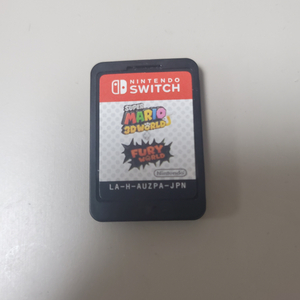 NINTENDO
SWITCH
SUPER
MARIO
3D WORLD
FURY
WORLD
Nintendo
LA-H-AUZPA-JPN